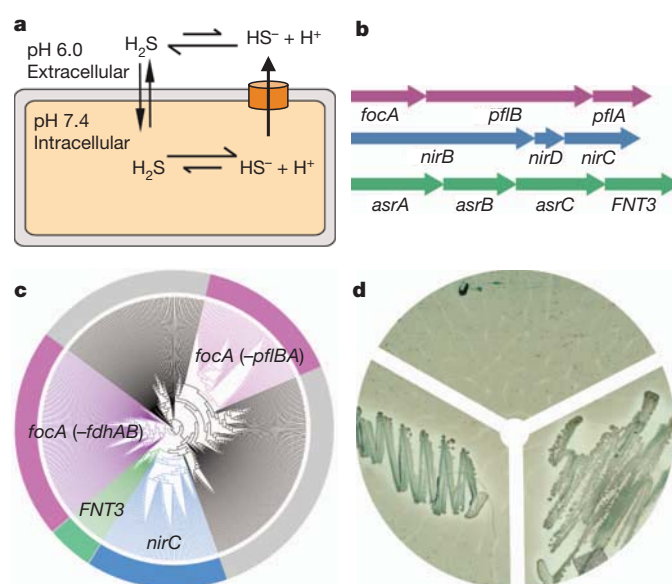 a
pH 6.0
Extracellular
H₂S
HS⁻ + H⁺
pH 7.4
Intracellular
H₂S
HS⁻ + H⁺
b
focA pflB pflA
nirB nirD nirC
asrA asrB asrC FNT3
c
focA (–pflBA)
focA (–fdhAB)
FNT3
nirC
d